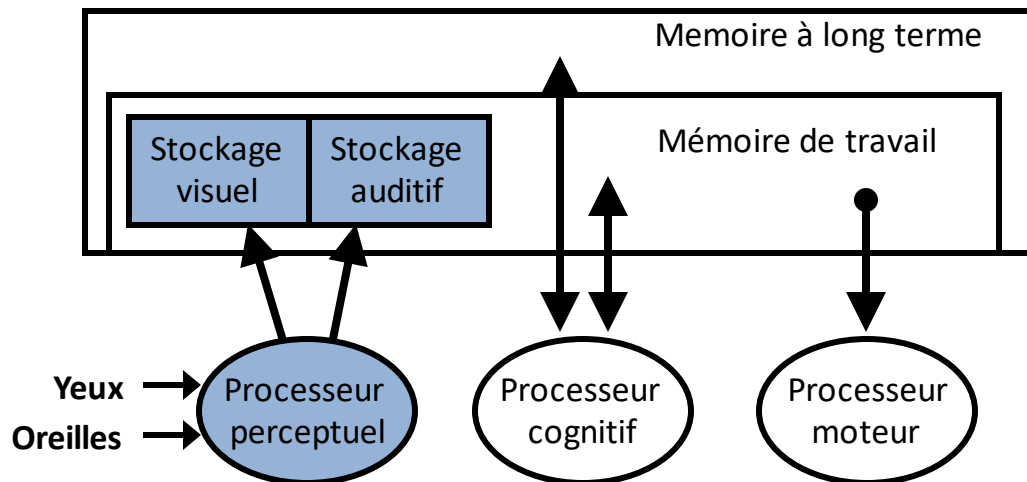 Memoire à long terme
Mémoire de travail
Stockage
visuel
Stockage
auditif
Yeux
Oreilles
Processeur
perceptuel
Processeur
cognitif
Processeur
moteur